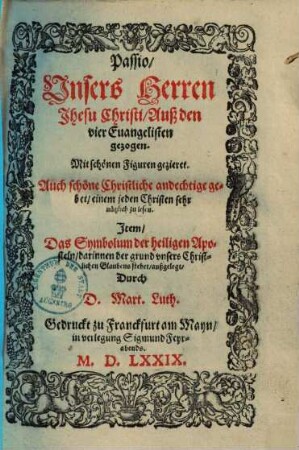 Passio/
Vnsers Herren
Jhesu Christi/ Auß den
vier Euangelisten
gezogen.
Mit schönen Figuren gezieret.
Auch schöne Christliche andechtige ge-
bet/ einem jeden Christen sehr
nützlich zu lesen.
Item/
Das Symbolum der heiligen Apo-
steln/ darinnen der grund vnsers Christ-
lichen Glaubens stehet/ außgelegt/
Durch
D. Mart. Luth.
Gedruckt zu Franckfurt am Mayn/
in verlegung Sigmund Feyr-
abends.
M. D. LXXIX.